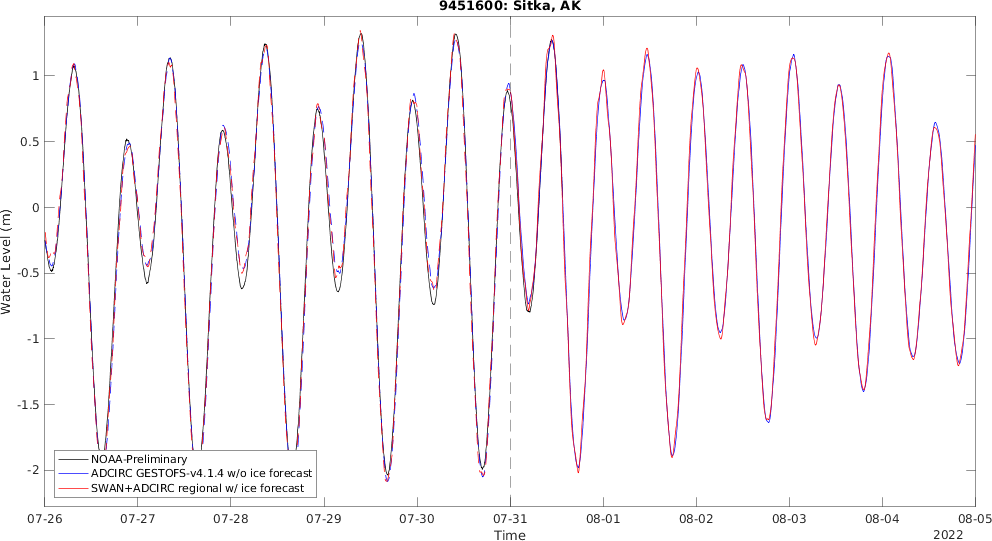 9451600: Sitka, AK
Water Level (m)
1
0.5
0
-0.5
-1
-1.5
-2
NOAA-Preliminary
ADCIRC GESTOFS-v4.1.4 w/o ice forecast
SWAN+ADCIRC regional w/ ice forecast
07-26 07-27 07-28 07-29 07-30 07-31 08-01 08-02 08-03 08-04 08-05
Time
2022